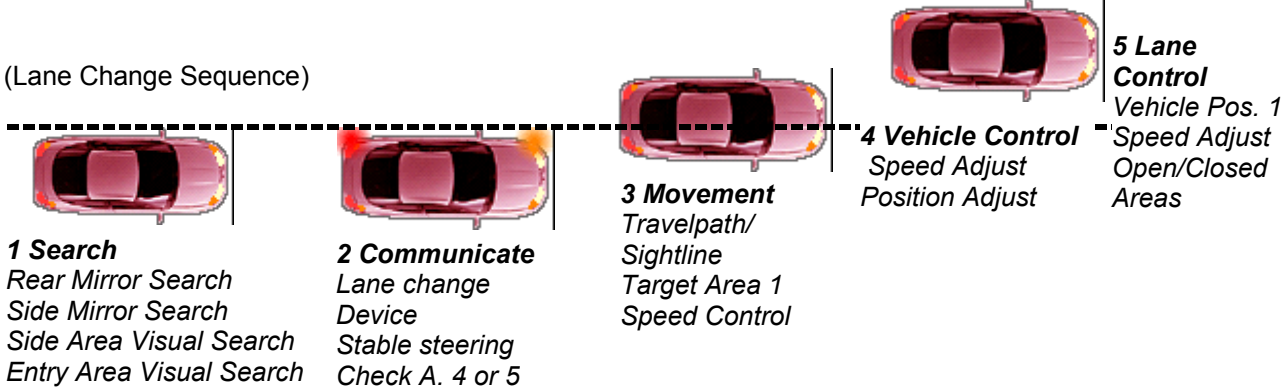 (Lane Change Sequence)
1 Search
Rear Mirror Search
Side Mirror Search
Side Area Visual Search
Entry Area Visual Search
2 Communicate
Lane change
Device
Stable steering
Check A. 4 or 5
3 Movement
Travelpath/
Sightline
Target Area 1
Speed Control
4 Vehicle Control
Speed Adjust
Position Adjust
5 Lane
Control
Vehicle Pos. 1
Speed Adjust
Open/Closed
Areas